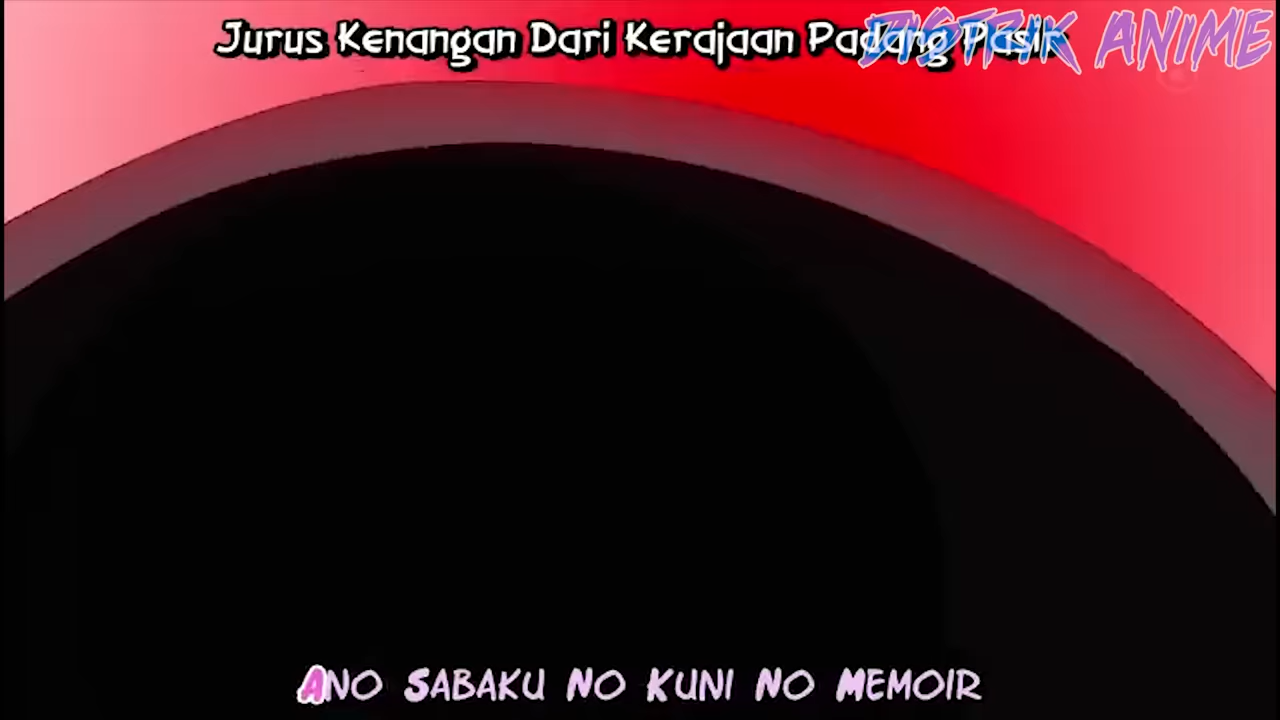 Jurus Kenangan Dari Kerajaan Padang Pasir
DISTRIK ANIME
Ano Sabaku no Kuni no Memoir